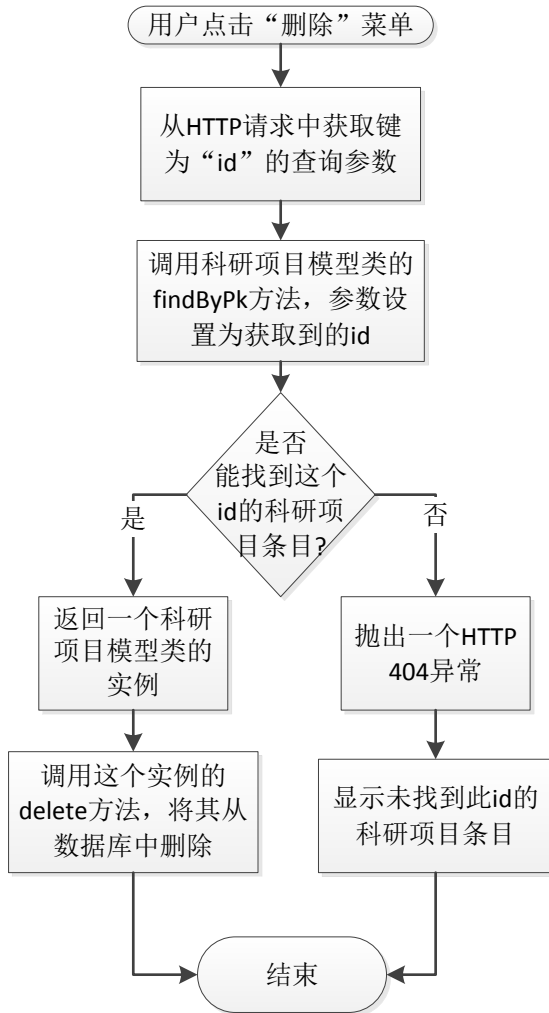 用户点击“删除”菜单
从HTTP请求中获取键
为“id”的查询参数
调用科研项目模型类的
findByPk方法，参数设
置为获取到的id
是否
能找到这个
id的科研项
目条目?
是
否
返回一个科研
项目模型类的
实例
抛出一个HTTP
404异常
调用这个实例的
delete方法，将其从
数据库中删除
显示未找到此id的
科研项目条目
结束